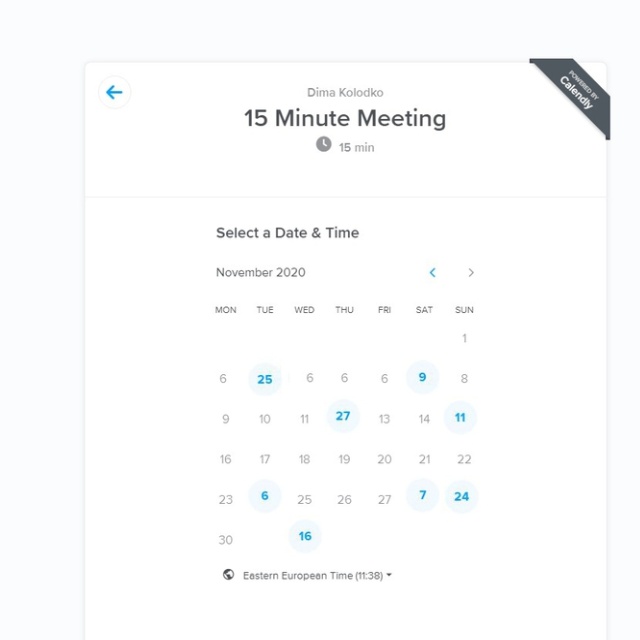 Dima Kolodko
15 Minute Meeting
15 min
POWERED BY
Calendly
Select a Date & Time
November 2020
MON TUE WED THU FRI SAT SUN
1
6 25 6 6 6 9 8
9 10 11 27 13 14 11
16 17 18 19 20 21 22
23 6 25 26 27 7 24
30 16
Eastern European Time (11:38)